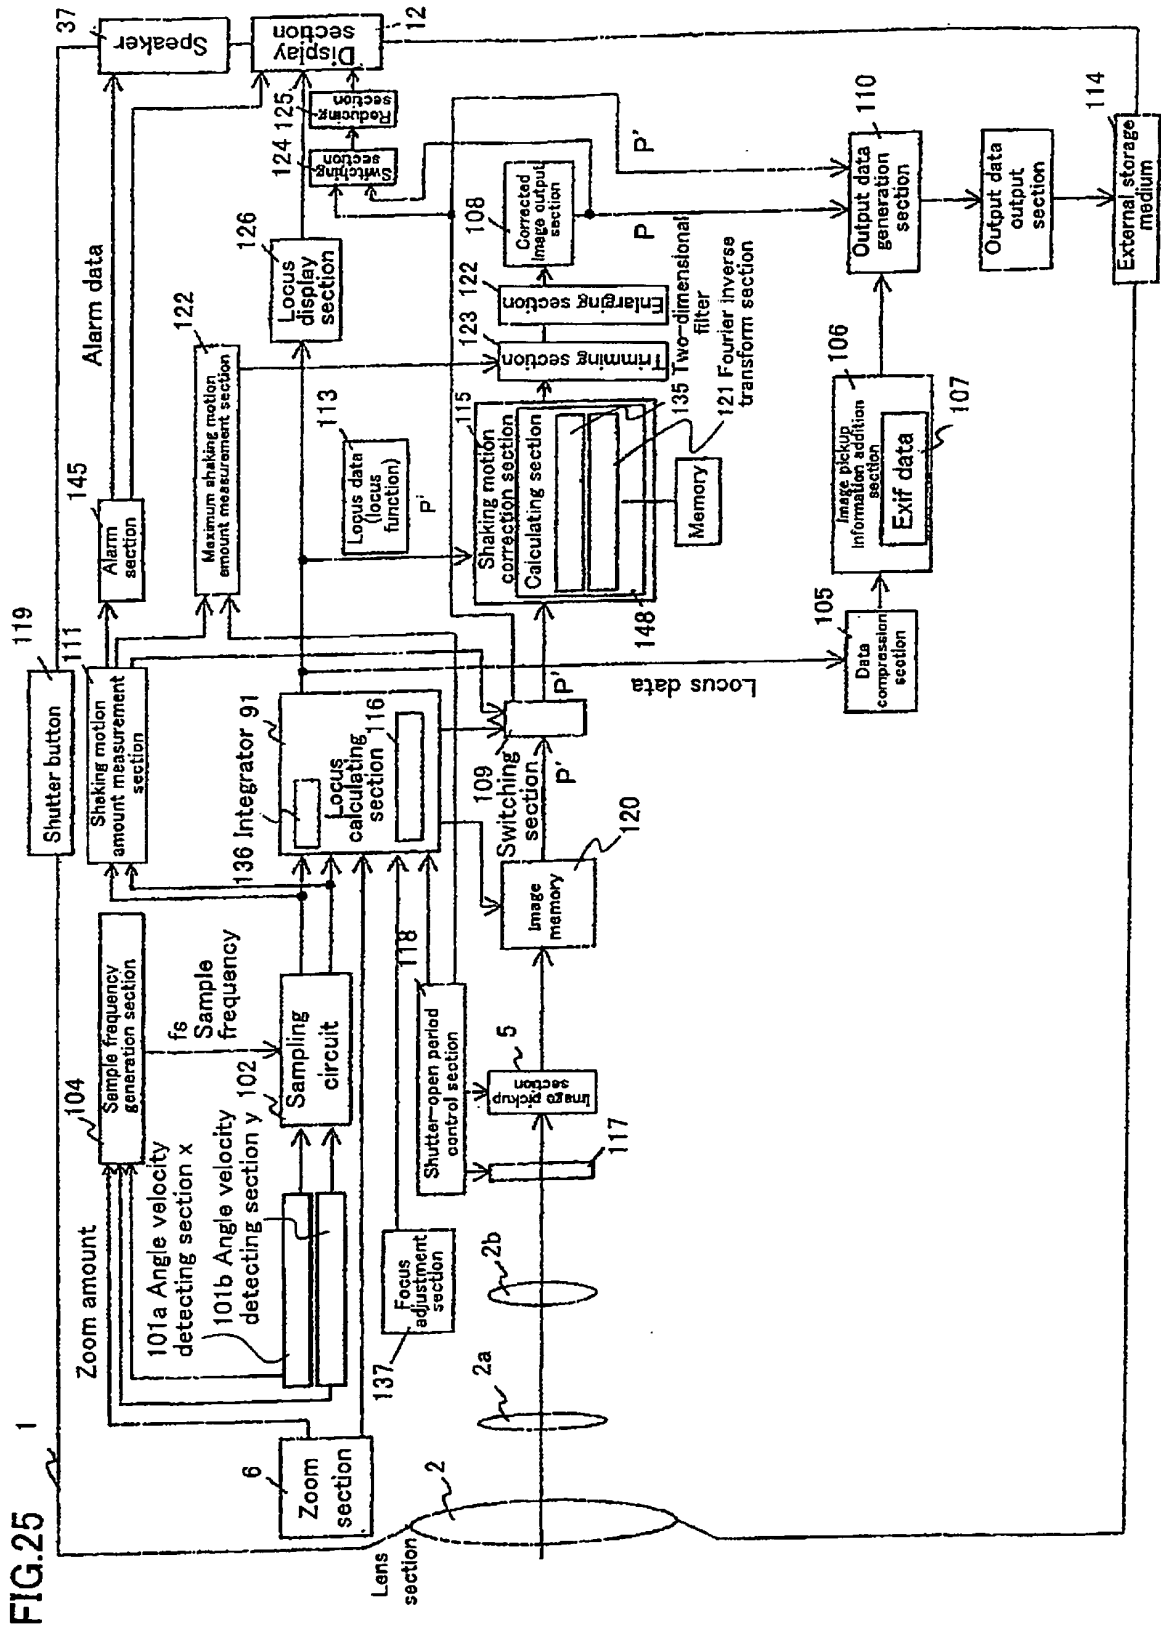 FIG.25
1
Lens
section
2
2a
2b
6
Zoom
section
Zoom amount
101a Angle velocity
detecting section x
101b Angle velocity
detecting section y
104
Sample frequency
generation section
fs Sample
frequency
102
Sampling
circuit
137
Focus
adjustment
section
118
Shutter-open period
control section
117
5
Image pickup
section
119
Shutter button
111
Shaking motion
amount measurement
section
136 Integrator 91
Locus
calculating
section
116
120
Image
memory
109
Switching
section
P'
P'
145
Alarm
section
Alarm data
122
Maximum shaking motion
amount measurement section
113
Locus data
(locus
function)
P'
126
Locus
display
section
115
Shaking motion
correction section
Calculating section
148
Memory
135 Two-dimensional
filter
121 Fourier inverse
transform section
123
Trimming section
122
Enlarging section
108
Corrected
Image output
section
P
P'
124
Switching
section
125
Reducing
section
37
Speaker
12
Display
section
Locus data
105
Data
compression
section
106
Image pickup
information addition
section
Exif data
107
110
Output data
generation
section
Output data
output
section
114
External storage
medium